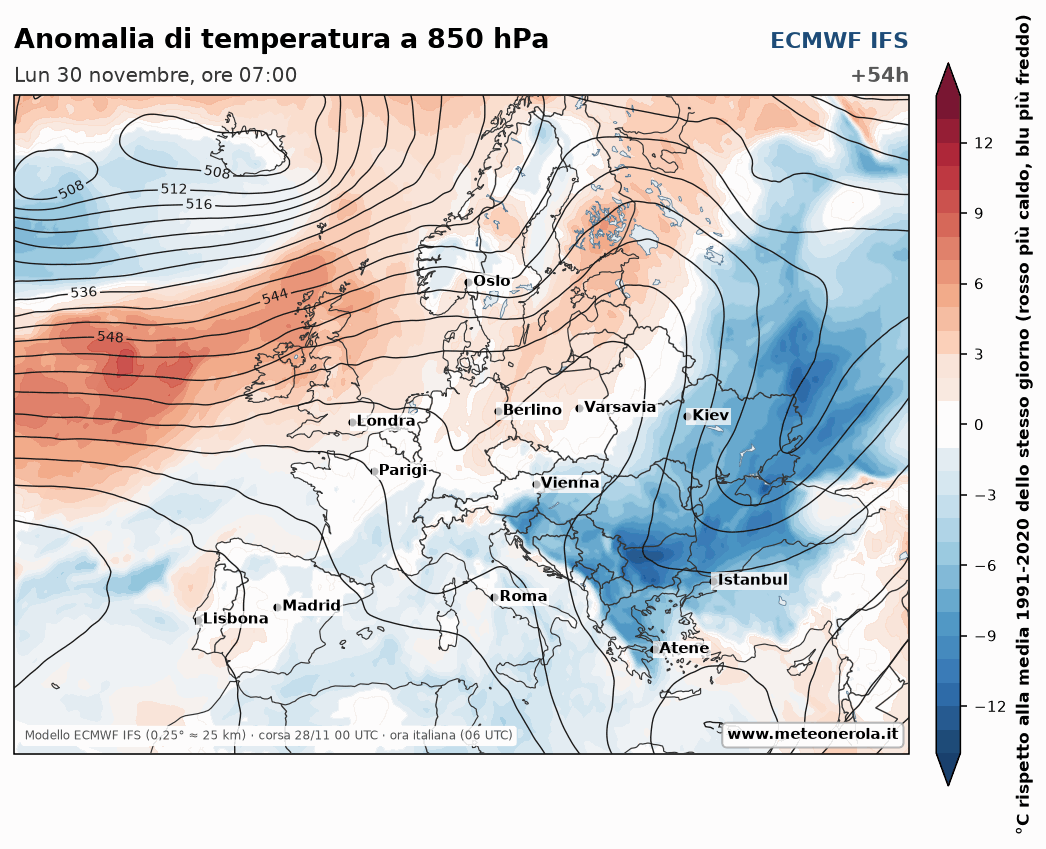 Anomalia di temperatura a 850 hPa
ECMWF IFS
Lun 30 novembre, ore 07:00
+54h
508
508
512
516
536
544
548
Oslo
Londra
Berlino
Varsavia
Kiev
Parigi
Vienna
Istanbul
Roma
Madrid
Lisbona
Atene
Modello ECMWF IFS (0,25° ≈ 25 km) · corsa 28/11 00 UTC · ora italiana (06 UTC)
www.meteonerola.it
12
9
6
3
0
−3
−6
−9
−12
°C rispetto alla media 1991-2020 dello stesso giorno (rosso più caldo, blu più freddo)